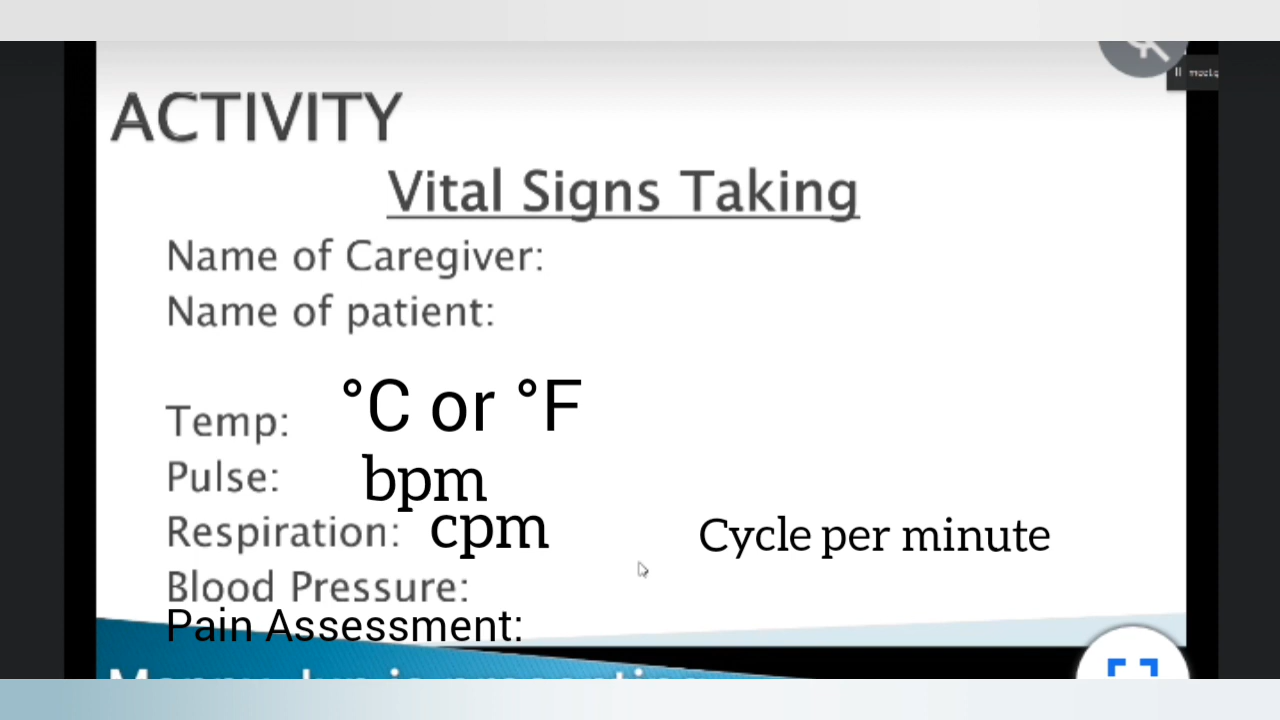 ACTIVITY
Vital Signs Taking
Name of Caregiver:
Name of patient:
Temp: °C or °F
Pulse: bpm
Respiration: cpm Cycle per minute
Blood Pressure:
Pain Assessment: